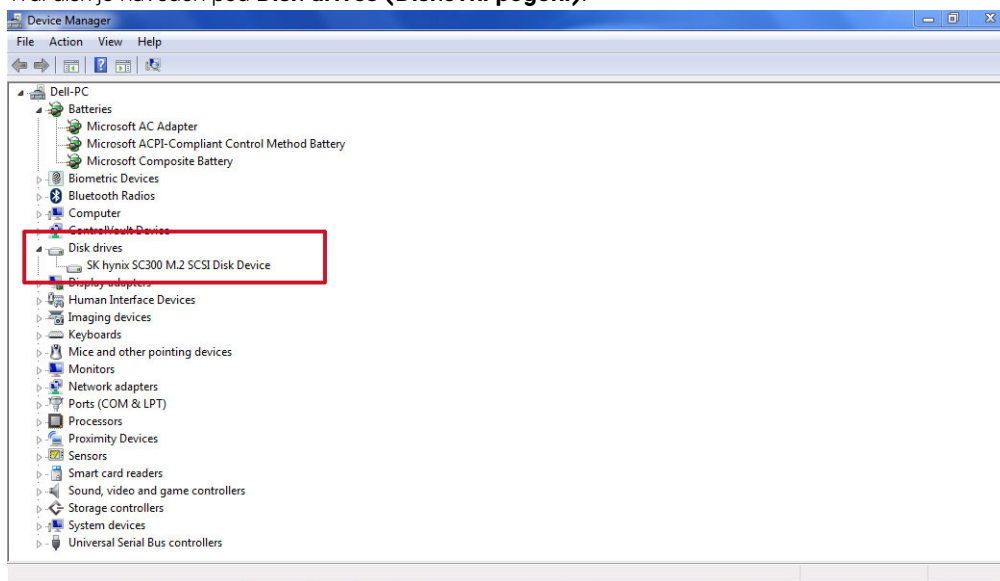 Trdi disk je naveden pod Disk drives (Diskovni pogoni).
Device Manager
File Action View Help
Dell-PC
Batteries
Microsoft AC Adapter
Microsoft ACPI-Compliant Control Method Battery
Microsoft Composite Battery
Biometric Devices
Bluetooth Radios
Computer
ControlVault Device
Disk drives
SK hynix SC300 M.2 SCSI Disk Device
Display adapters
Human Interface Devices
Imaging devices
Keyboards
Mice and other pointing devices
Monitors
Network adapters
Ports (COM & LPT)
Processors
Proximity Devices
Sensors
Smart card readers
Sound, video and game controllers
Storage controllers
System devices
Universal Serial Bus controllers